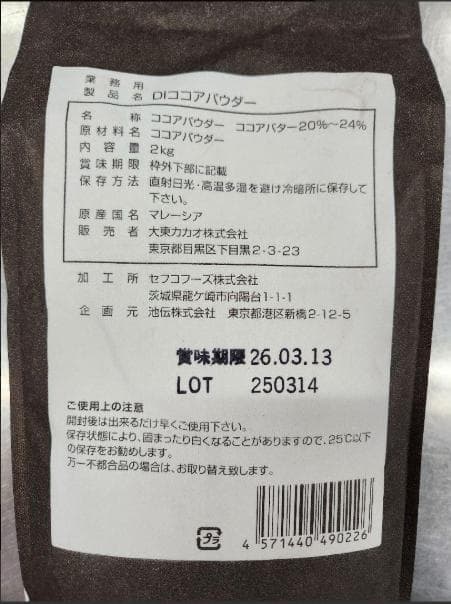 業務用
製品名 DIココアパウダー
名称 ココアパウダー ココアバター20%~24%
原材料名 ココアパウダー
内容量 2kg
賞味期限 枠外下部に記載
保存方法 直射日光・高温多湿を避け冷暗所に保存して
下さい。
原産国名 マレーシア
販売者 大東カカオ株式会社
東京都目黒区下目黒2-3-23
加工所 セフコフーズ株式会社
茨城県龍ケ崎市向陽台1-1-1
企画元 池伝株式会社 東京都港区新橋2-12-5
賞味期限 26.03.13
LOT 250314
ご使用上の注意
開封後は出来るだけ早くご使用下さい。
保存状態により、固まったり白くなることがありますので、25℃以下
の保存をお勧めします。
万一不都合品の場合は、お取り替え致します。
プラ
4 571440 490226